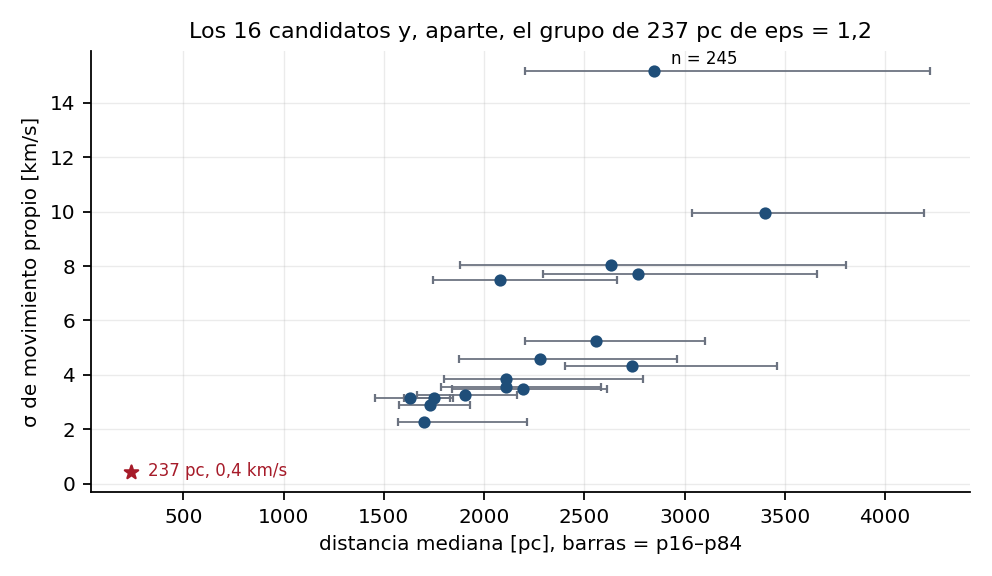 Los 16 candidatos y, aparte, el grupo de 237 pc de eps = 1,2
n = 245
σ de movimiento propio [km/s]
14
12
10
8
6
4
2
0
237 pc, 0,4 km/s
500 1000 1500 2000 2500 3000 3500 4000
distancia mediana [pc], barras = p16–p84